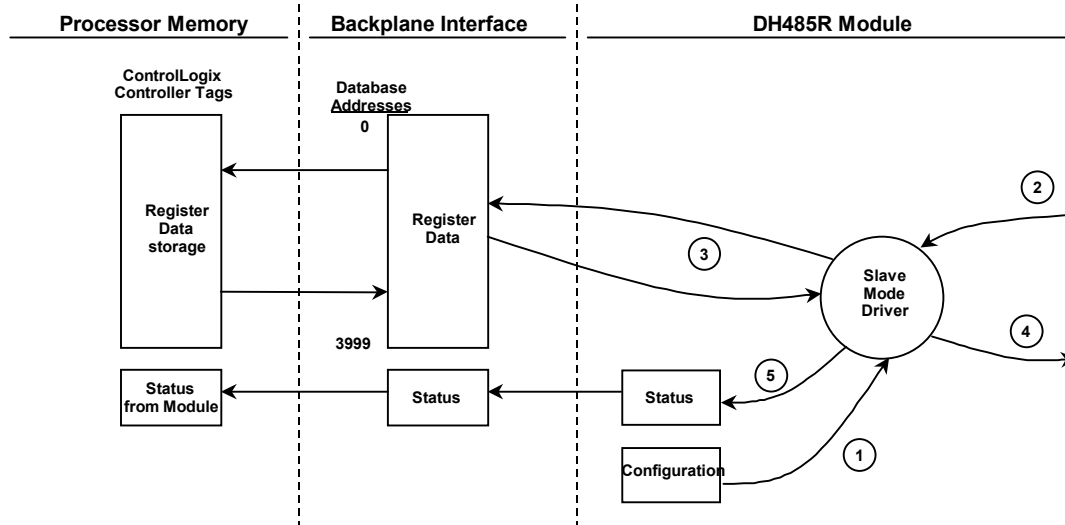 Processor Memory
Backplane Interface
DH485R Module
ControlLogix
Controller Tags
Database
Addresses
0
Register
Data
storage
Register
Data
3999
Status
from Module
Status
Status
Configuration
Slave
Mode
Driver
2
3
4
5
1